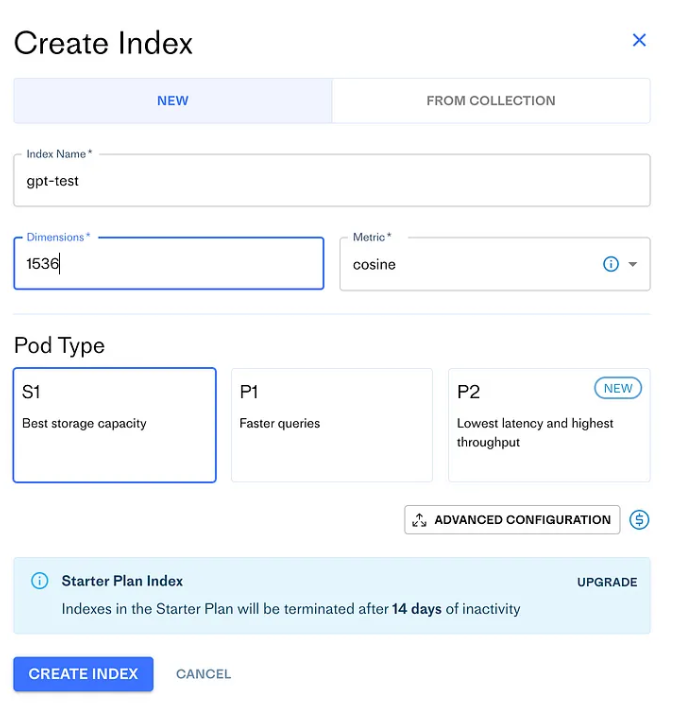 Create Index
NEW
FROM COLLECTION
Index Name*
gpt-test
Dimensions*
Metric*
1536
cosine
Pod Type
S1
Best storage capacity
P1
Faster queries
P2
NEW
Lowest latency and highest
throughput
ADVANCED CONFIGURATION
Starter Plan Index
UPGRADE
Indexes in the Starter Plan will be terminated after 14 days of inactivity
CREATE INDEX
CANCEL